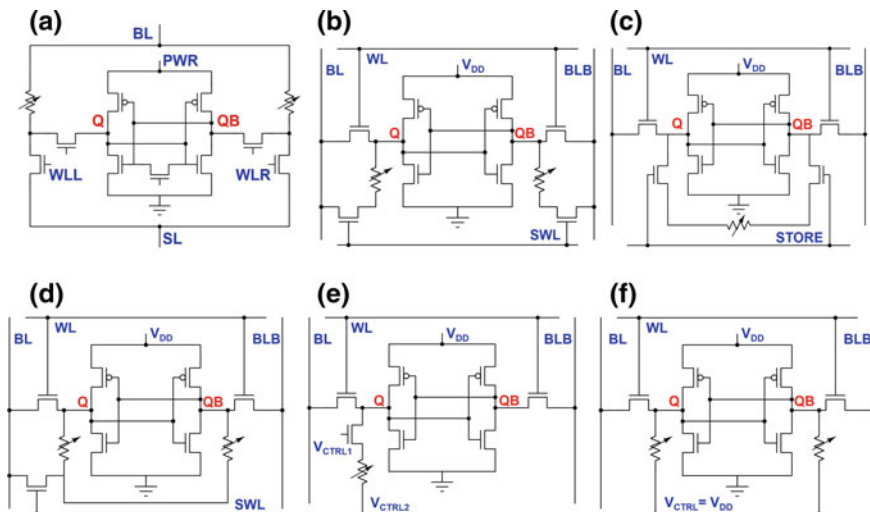 (a)
BL
PWR
Q
QB
WLL
WLR
SL
(b)
BL
WL
VDD
BLB
Q
QB
SWL
(c)
BL
WL
VDD
BLB
Q
QB
STORE
(d)
BL
WL
VDD
BLB
Q
QB
SWL
(e)
BL
WL
VDD
BLB
Q
QB
VCTRL1
VCTRL2
(f)
BL
WL
VDD
BLB
Q
QB
VCTRL = VDD